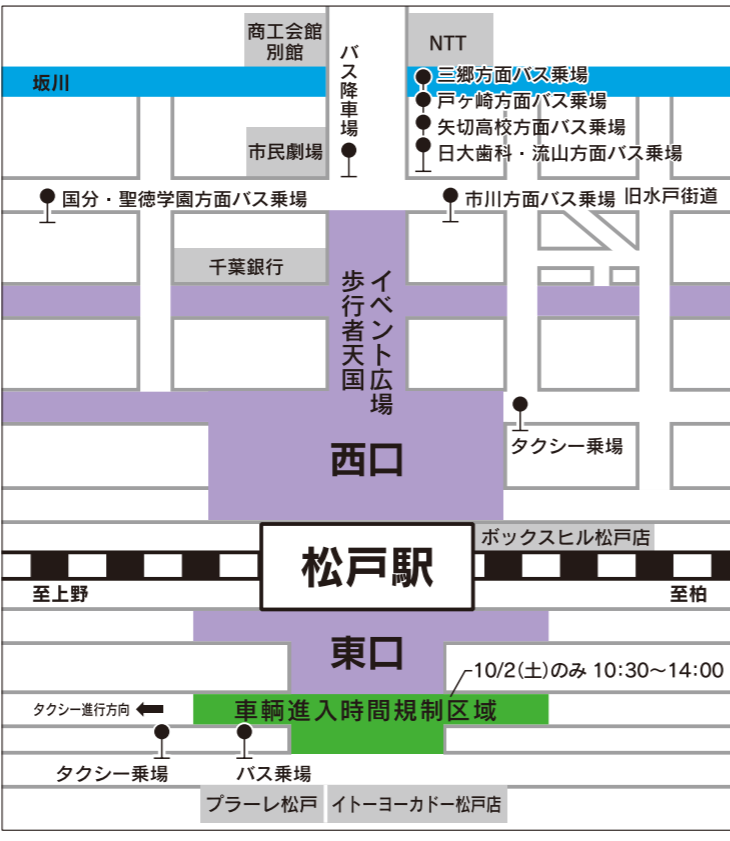 商工会館
別館
NTT
バス降車場
坂川
三郷方面バス乗場
戸ヶ崎方面バス乗場
矢切高校方面バス乗場
日大歯科・流山方面バス乗場
市民劇場
国分・聖徳学園方面バス乗場
市川方面バス乗場
旧水戸街道
千葉銀行
イベント広場
歩行者天国
西口
タクシー乗場
ボックスヒル松戸店
松戸駅
至上野
至柏
東口
10/2(土)のみ 10:30〜14:00
タクシー進行方向
車輌進入時間規制区域
タクシー乗場
バス乗場
プラーレ松戸
イトーヨーカドー松戸店